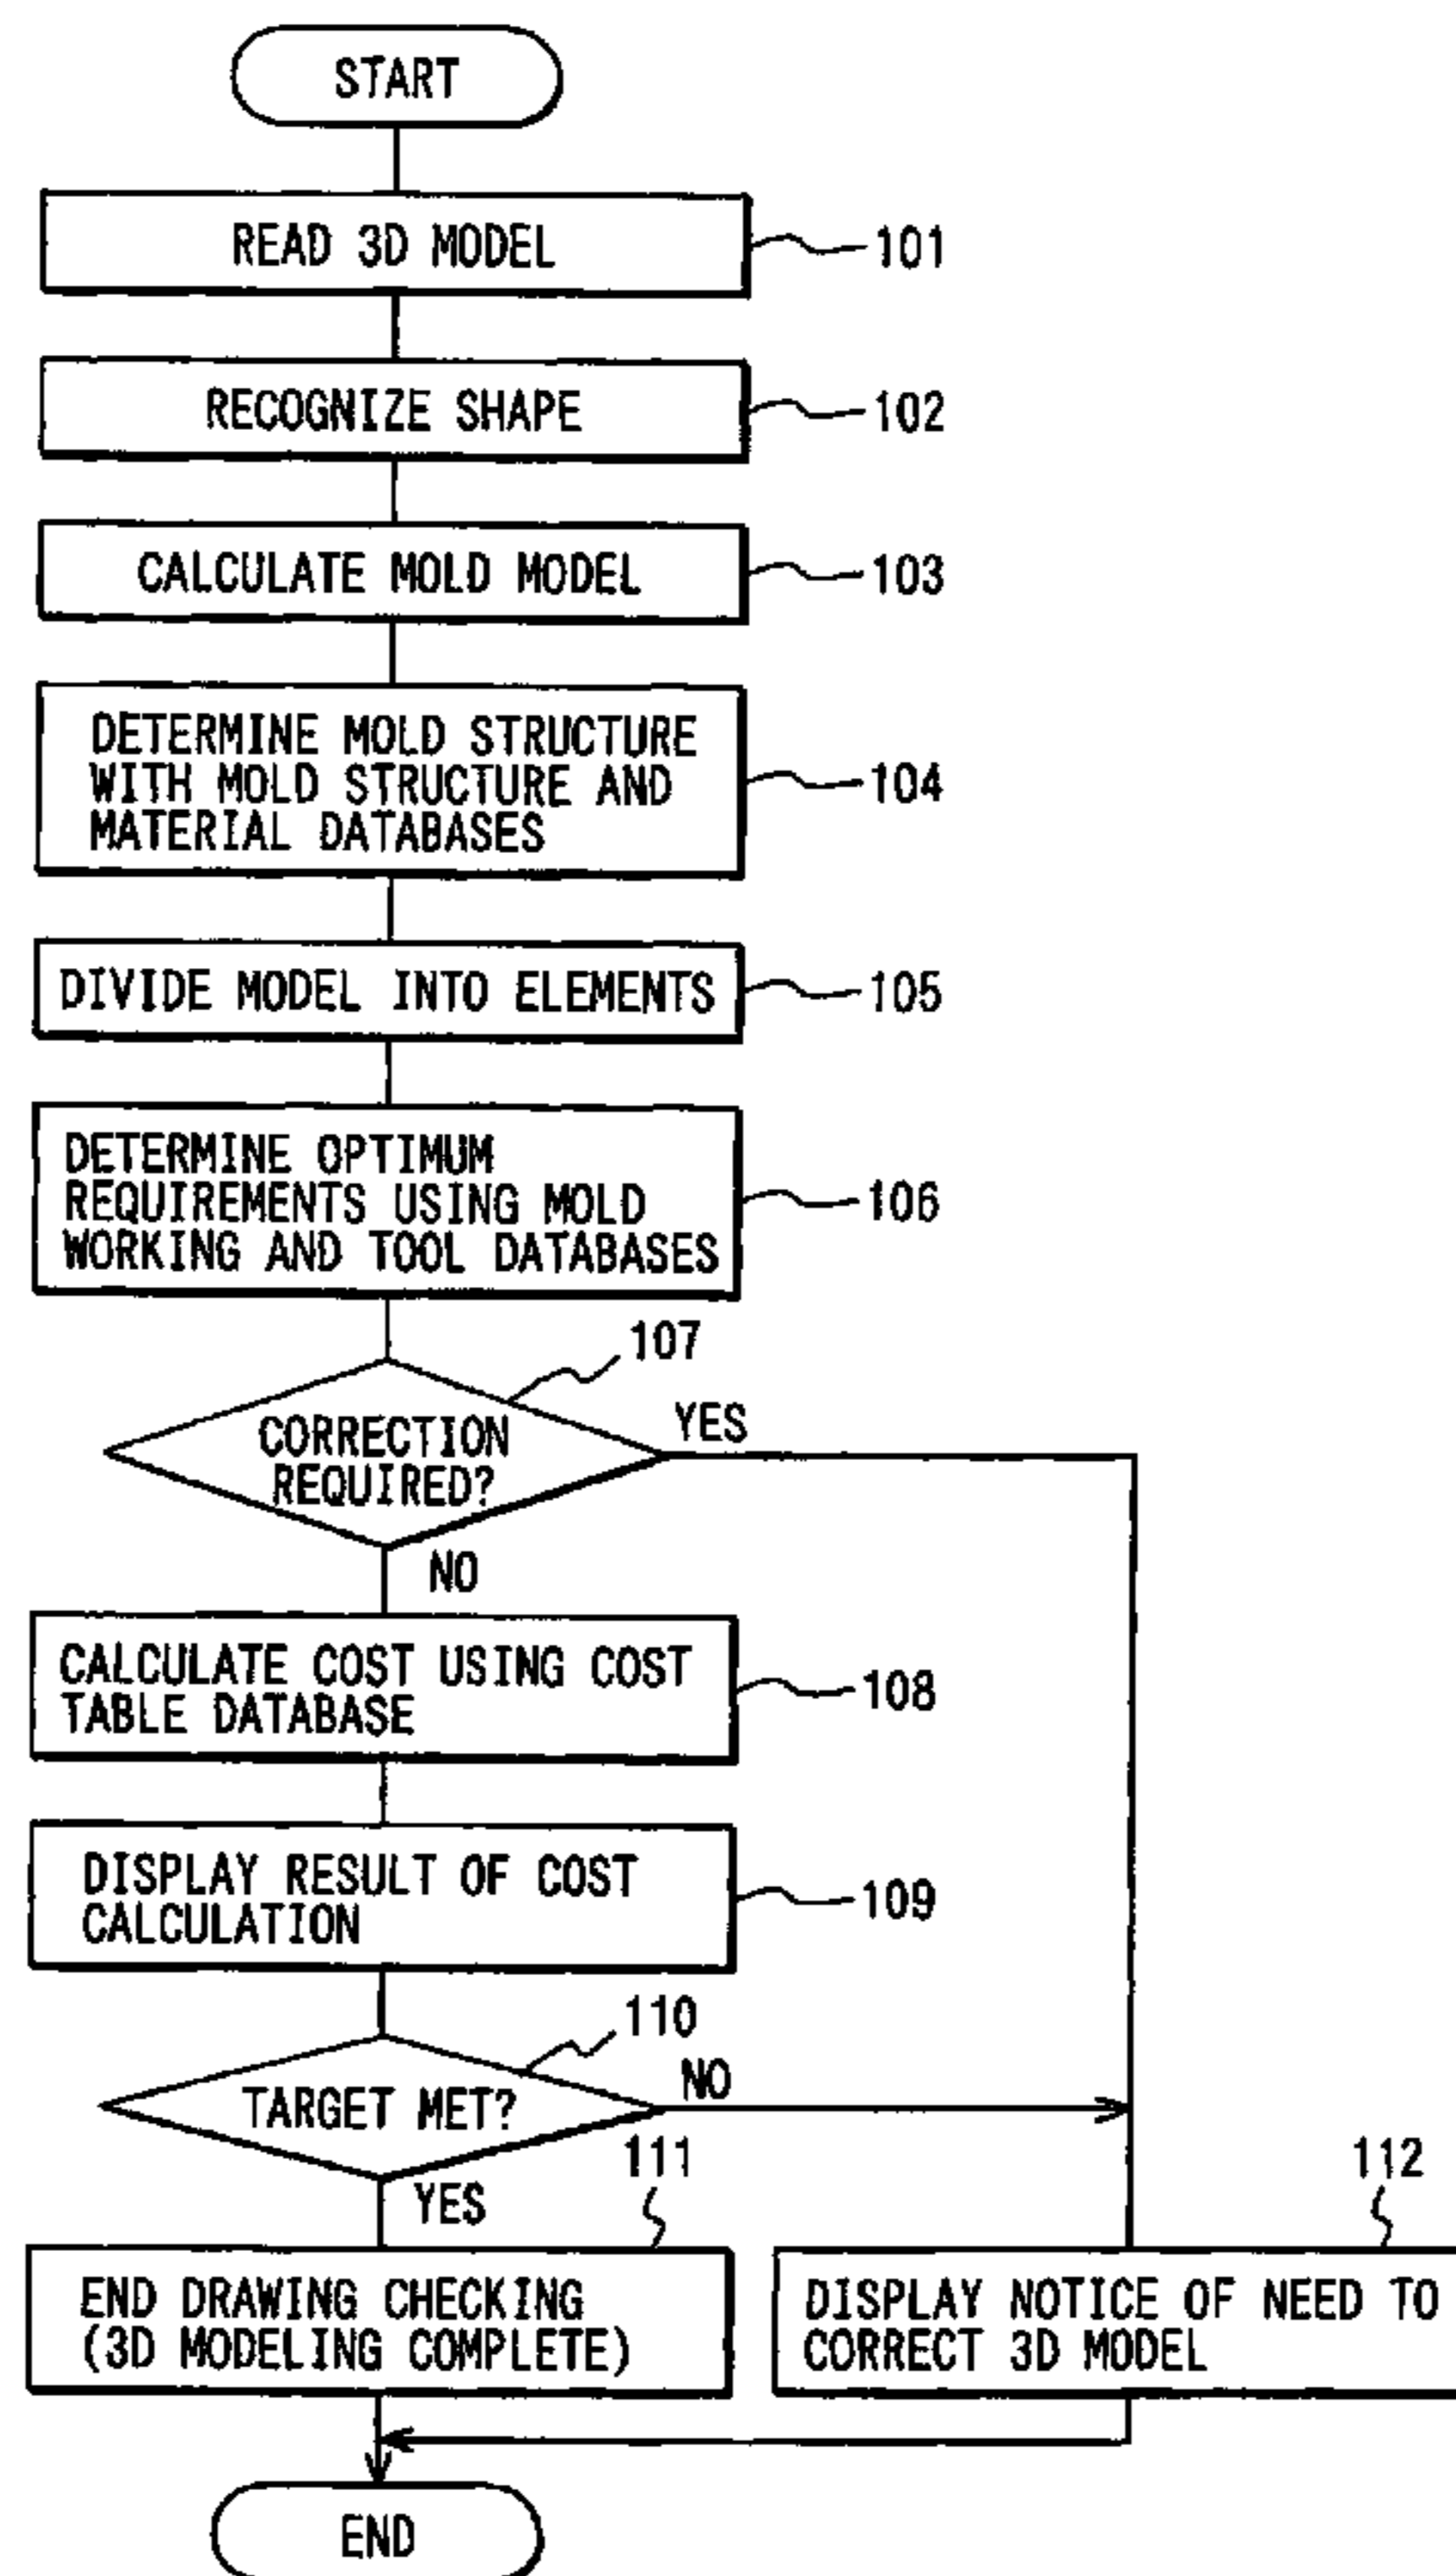 START
READ 3D MODEL
101
RECOGNIZE SHAPE
102
CALCULATE MOLD MODEL
103
DETERMINE MOLD STRUCTURE
WITH MOLD STRUCTURE AND
MATERIAL DATABASES
104
DIVIDE MODEL INTO ELEMENTS
105
DETERMINE OPTIMUM
REQUIREMENTS USING MOLD
WORKING AND TOOL DATABASES
106
107
CORRECTION
REQUIRED?
YES
NO
CALCULATE COST USING COST
TABLE DATABASE
108
DISPLAY RESULT OF COST
CALCULATION
109
110
TARGET MET?
NO
YES
111
END DRAWING CHECKING
(3D MODELING COMPLETE)
112
DISPLAY NOTICE OF NEED TO
CORRECT 3D MODEL
END